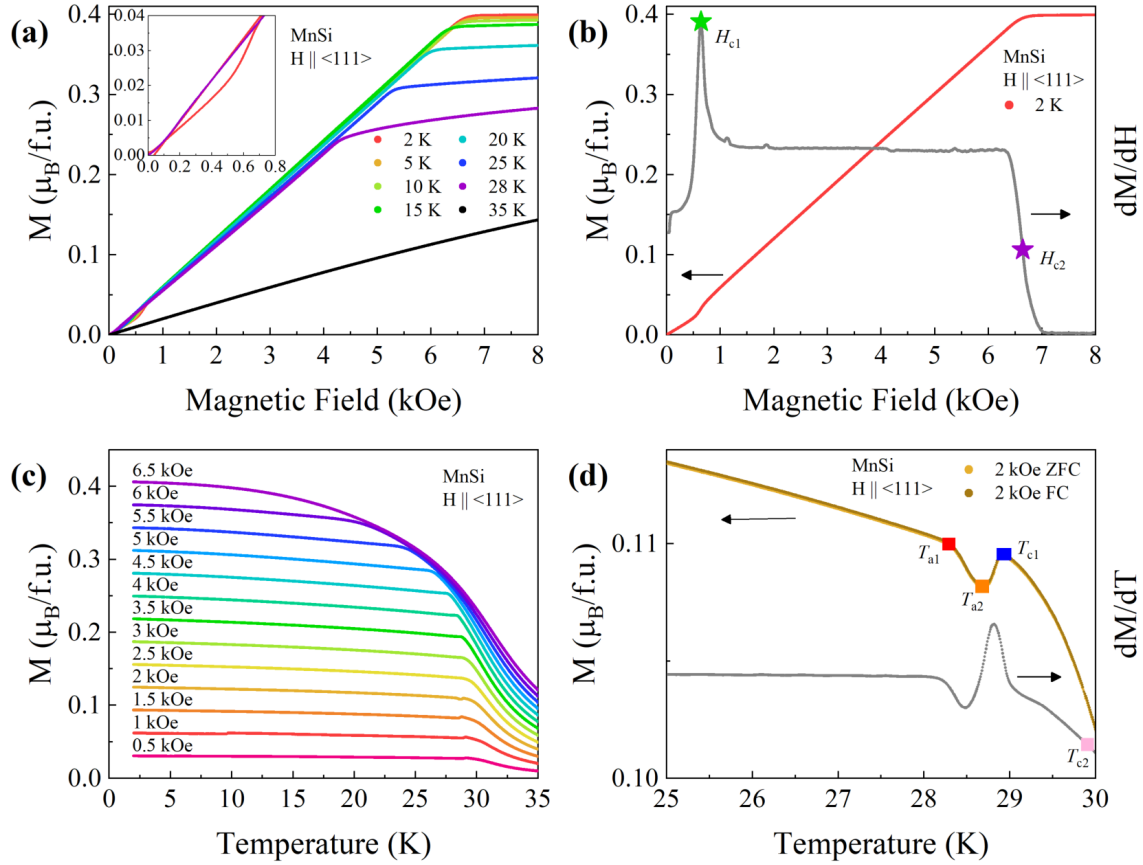 (a)
MnSi
H || <111>
0.04
0.03
0.02
0.01
0.00
0.0 0.2 0.4 0.6 0.8
2 K
5 K
10 K
15 K
20 K
25 K
28 K
35 K
0.4
0.3
0.2
0.1
0.0
M (μB/f.u.)
0 1 2 3 4 5 6 7 8
Magnetic Field (kOe)
(b)
Hc1
MnSi
H || <111>
2 K
Hc2
0.4
0.3
0.2
0.1
0.0
M (μB/f.u.)
dM/dH
0 1 2 3 4 5 6 7 8
Magnetic Field (kOe)
(c)
MnSi
H || <111>
6.5 kOe
6 kOe
5.5 kOe
5 kOe
4.5 kOe
4 kOe
3.5 kOe
3 kOe
2.5 kOe
2 kOe
1.5 kOe
1 kOe
0.5 kOe
0.4
0.3
0.2
0.1
0.0
M (μB/f.u.)
0 5 10 15 20 25 30 35
Temperature (K)
(d)
MnSi
H || <111>
2 kOe ZFC
2 kOe FC
Ta1
Tc1
Ta2
Tc2
0.11
0.10
M (μB/f.u.)
dM/dT
25 26 27 28 29 30
Temperature (K)